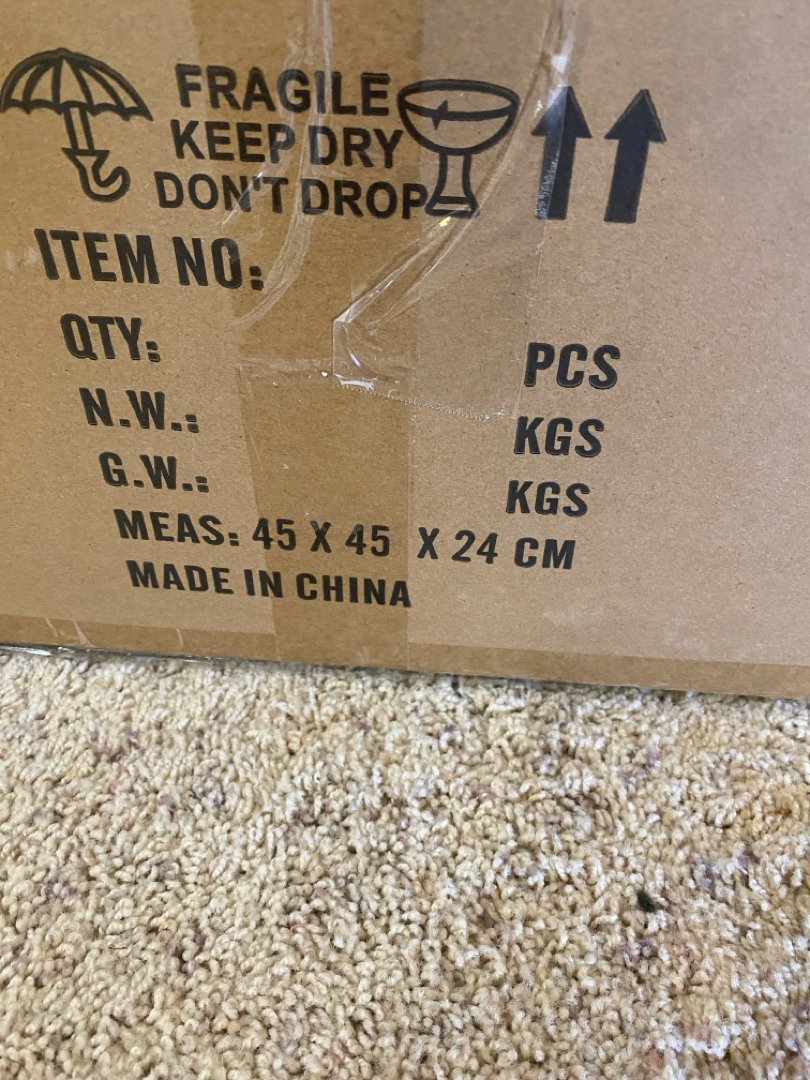 FRAGILE
KEEP DRY
DON'T DROP
ITEM NO:
QTY: PCS
N.W.: KGS
G.W.: KGS
MEAS: 45 X 45 X 24 CM
MADE IN CHINA